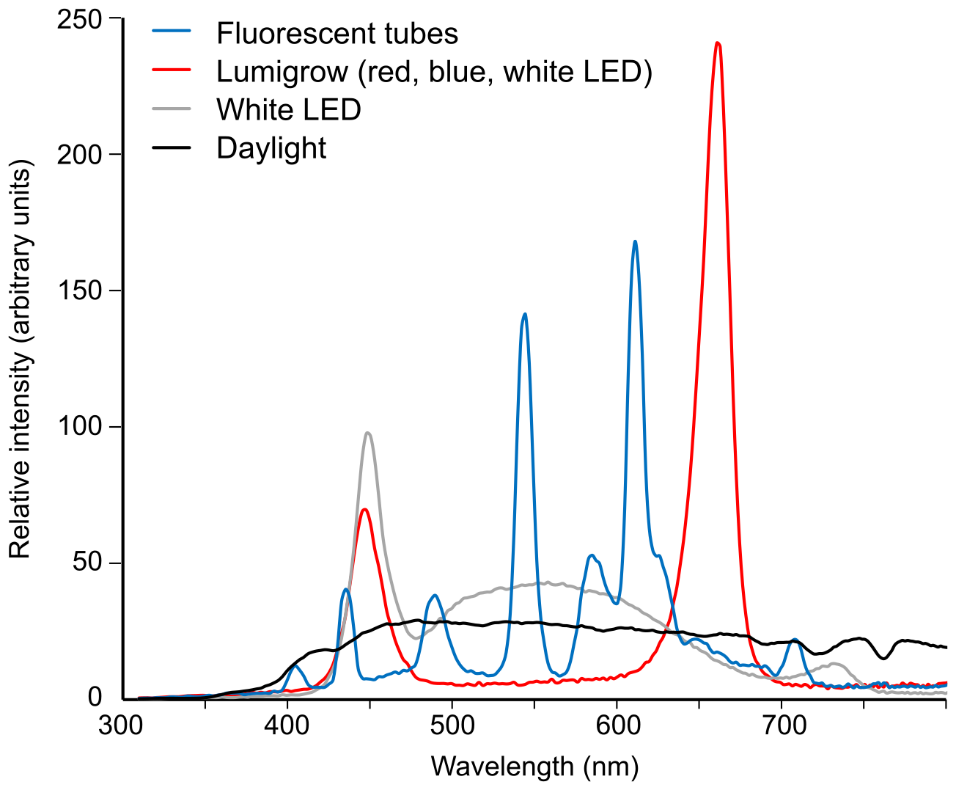 250
200
150
100
50
0
Relative intensity (arbitrary units)
Fluorescent tubes
Lumigrow (red, blue, white LED)
White LED
Daylight
300
400
500
600
700
Wavelength (nm)